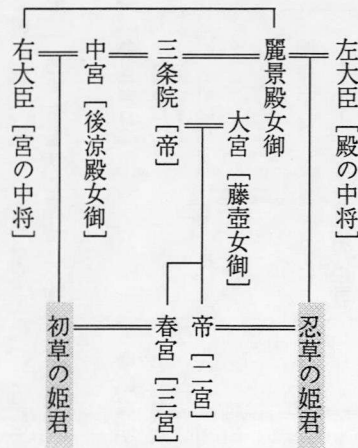 左大臣［殿の中将］
麗景殿女御
大宮［藤壺女御］
三条院［帝］
中宮［後涼殿女御］
右大臣［宮の中将］
忍草の姫君
帝［二宮］
春宮［三宮］
初草の姫君